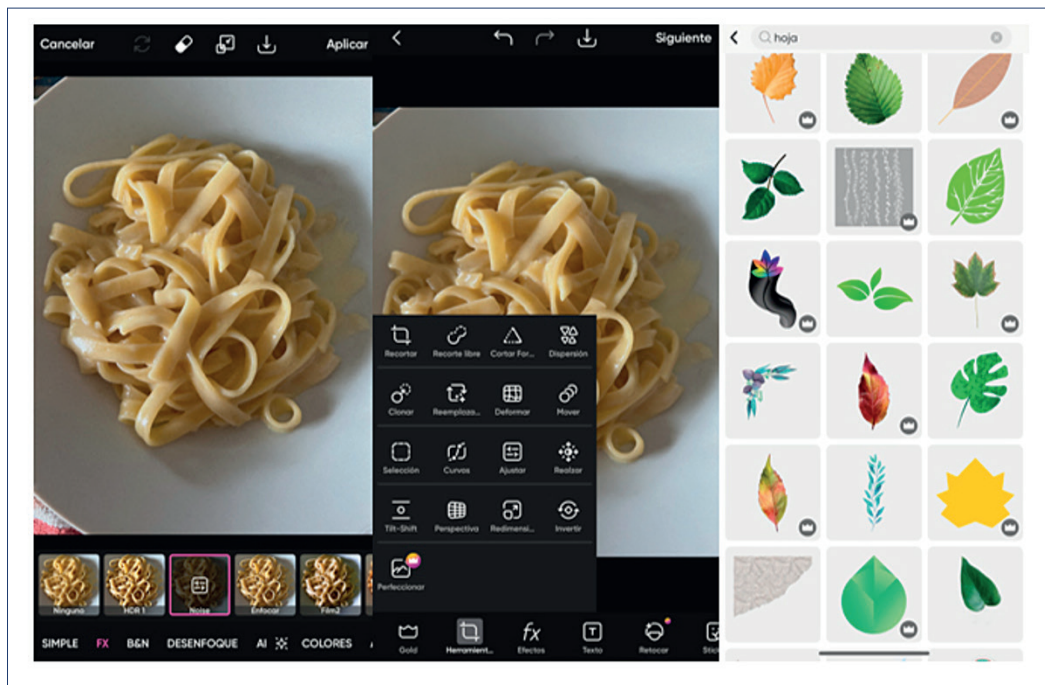 Cancelar
Aplicar
Ninguno
HDR 1
Noise
Enfocar
Film2
SIMPLE FX B&N DESENFOQUE AI COLORES
Siguiente
Recortar Recorte libre Cortar For... Dispersión
Clonar Reemplaza... Deformar Mover
Selección Curvas Ajustar Realzar
Tilt-Shift Perspectiva Redimensi... Invertir
Perfeccionar
Gold Herramient... Efectos Texto Retocar
fx
T
hoja